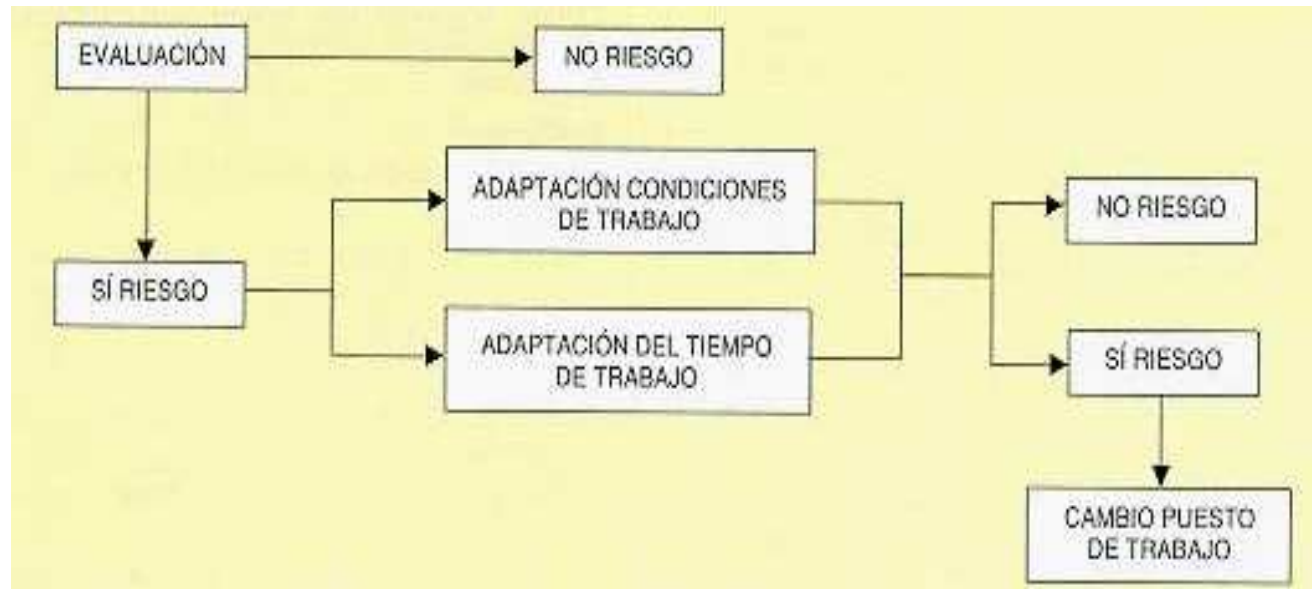 EVALUACIÓN
NO RIESGO
ADAPTACIÓN CONDICIONES
DE TRABAJO
NO RIESGO
SÍ RIESGO
ADAPTACIÓN DEL TIEMPO
DE TRABAJO
SÍ RIESGO
CAMBIO PUESTO
DE TRABAJO